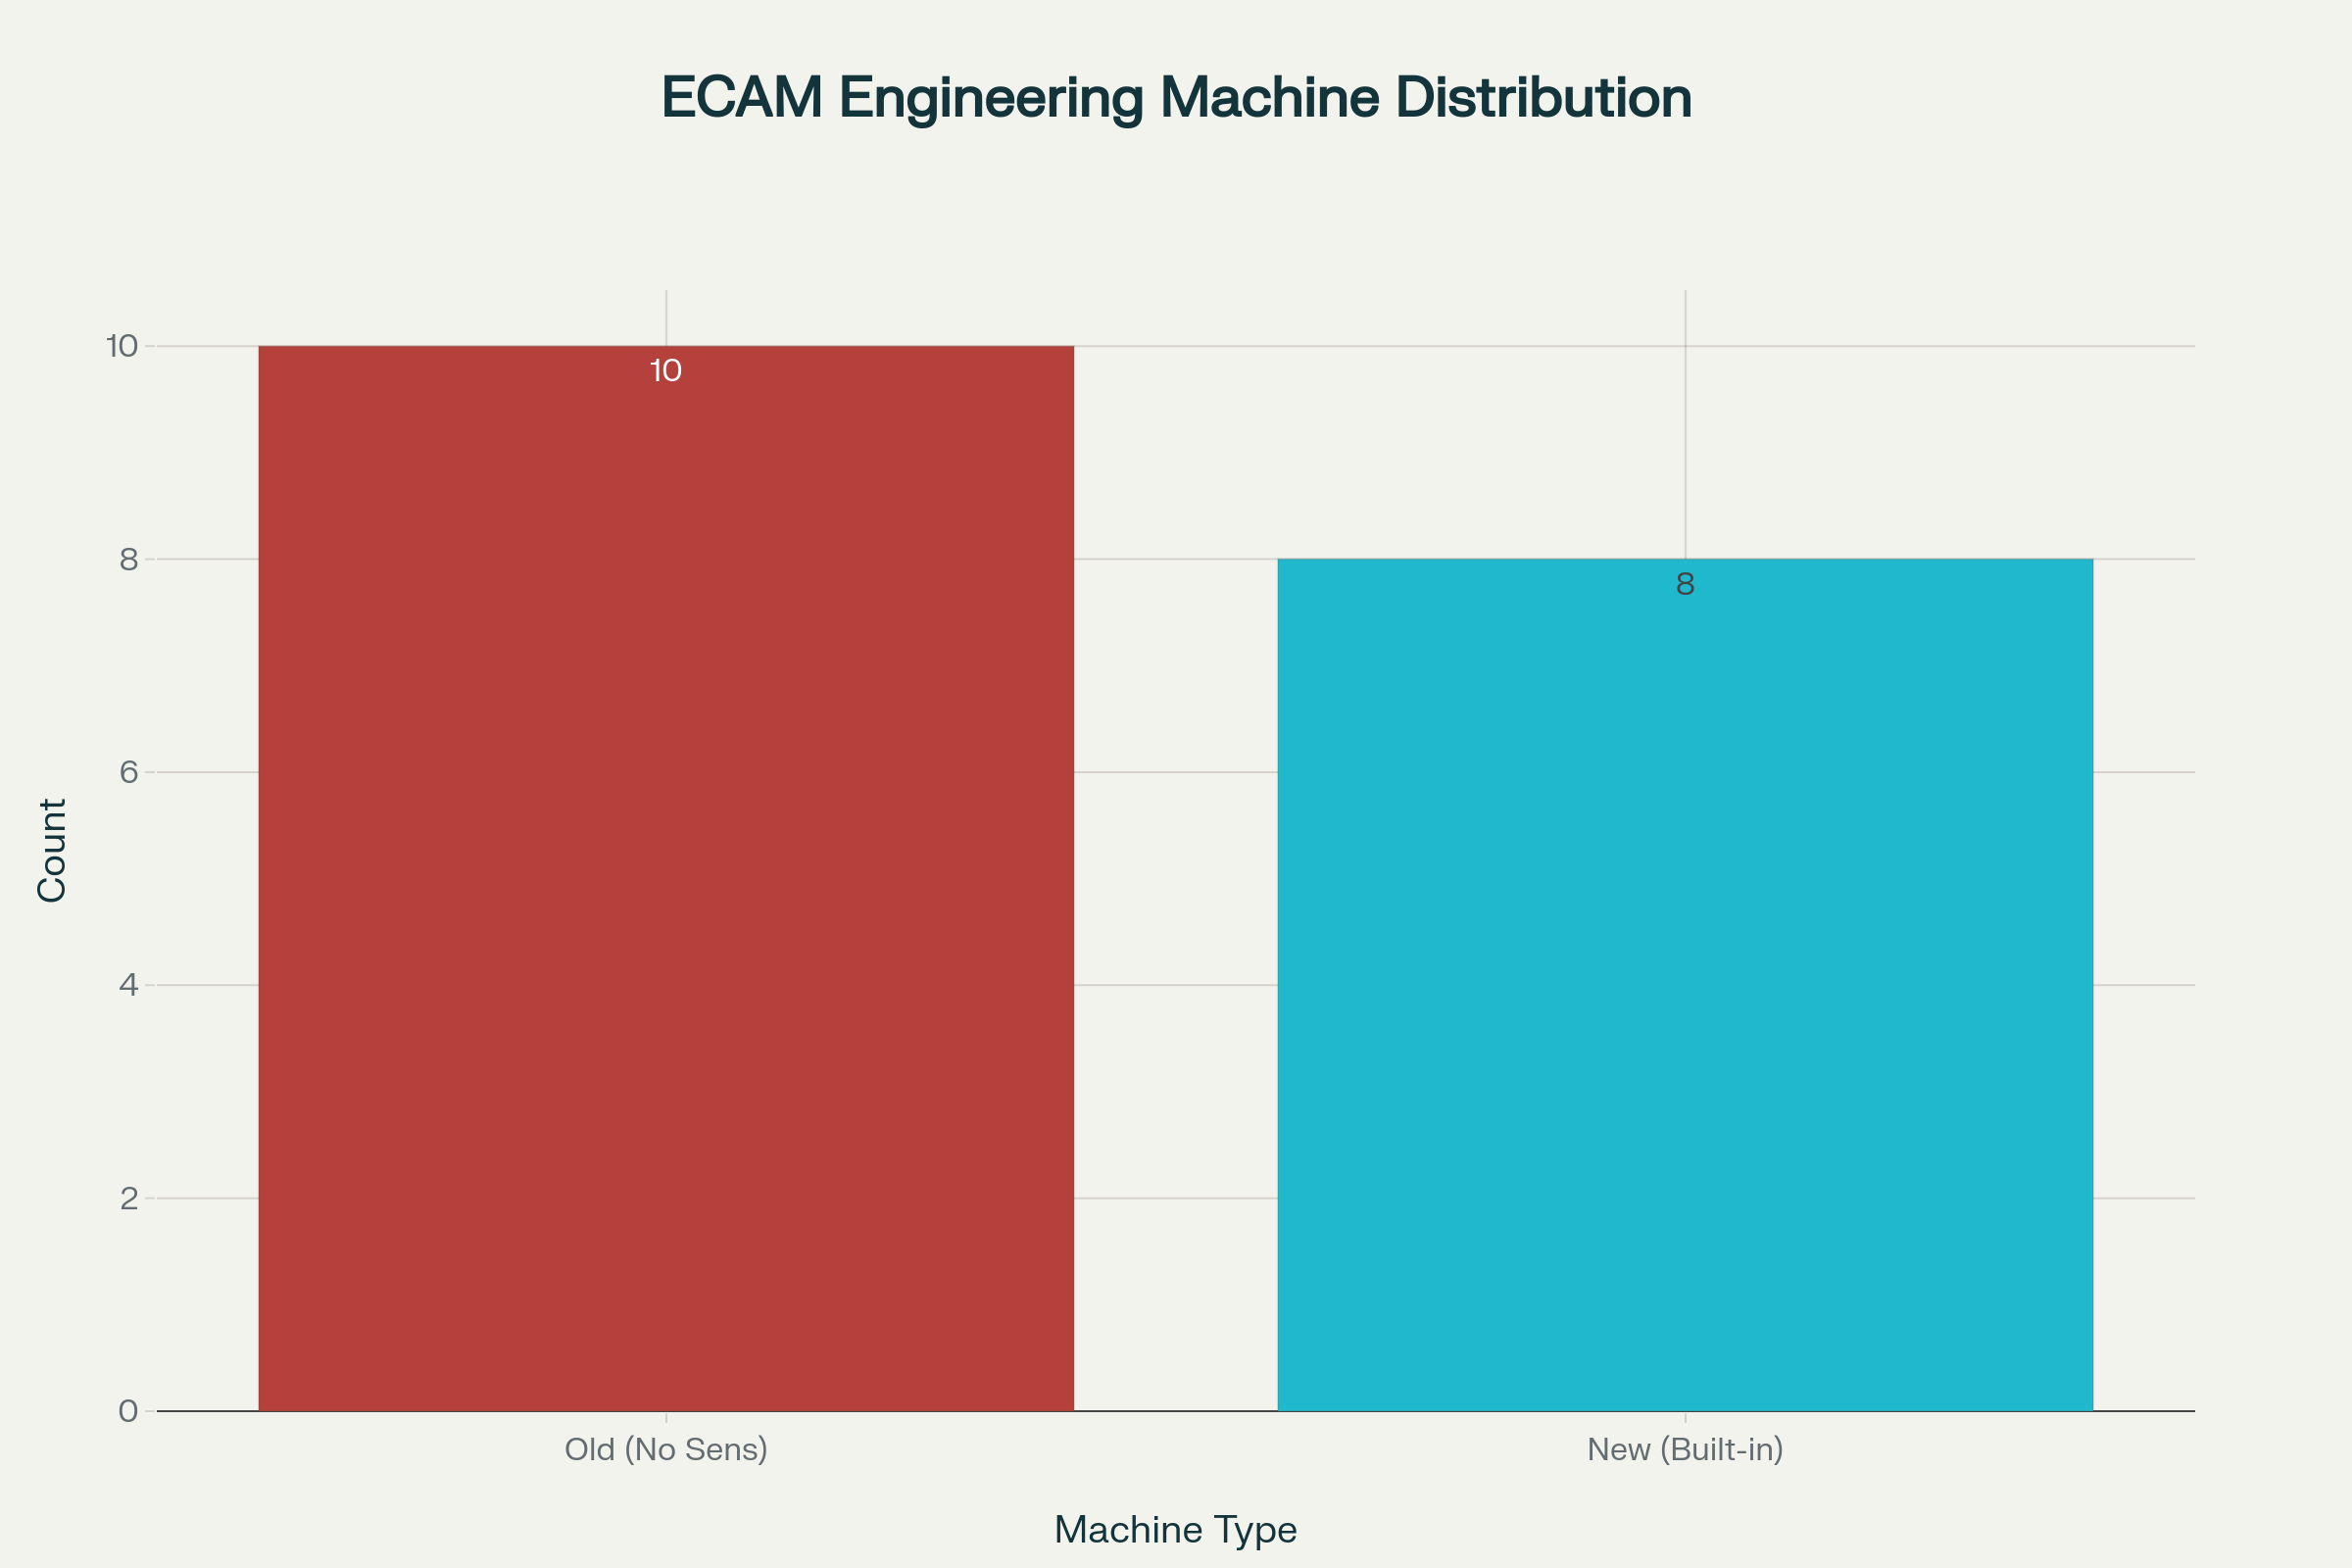 ECAM Engineering Machine Distribution
10
10
8
8
6
4
2
0
Count
Old (No Sens)
New (Built-in)
Machine Type